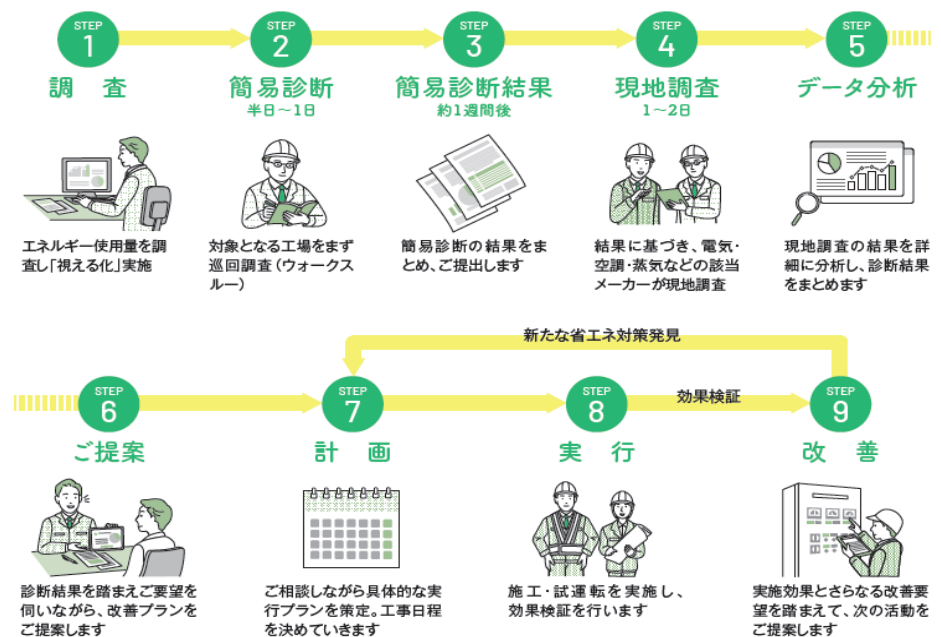 STEP
1
調 査
エネルギー使用量を調
査し「視える化」実施
STEP
2
簡易診断
半日～1日
対象となる工場をまず
巡回調査（ウォークス
ルー）
STEP
3
簡易診断結果
約1週間後
簡易診断の結果をま
とめ、ご提出します
STEP
4
現地調査
1～2日
結果に基づき、電気・
空調・蒸気などの該当
メーカーが現地調査
STEP
5
データ分析
現地調査の結果を詳
細に分析し、診断結果
をまとめます
新たな省エネ対策発見
STEP
6
ご提案
診断結果を踏まえご要望を
伺いながら、改善プランを
ご提案します
STEP
7
計 画
ご相談しながら具体的な実
行プランを策定。工事日程
を決めていきます
STEP
8
実 行
施工・試運転を実施し、
効果検証を行います
効果検証
STEP
9
改 善
実施効果とさらなる改善要
望を踏まえて、次の活動を
ご提案します